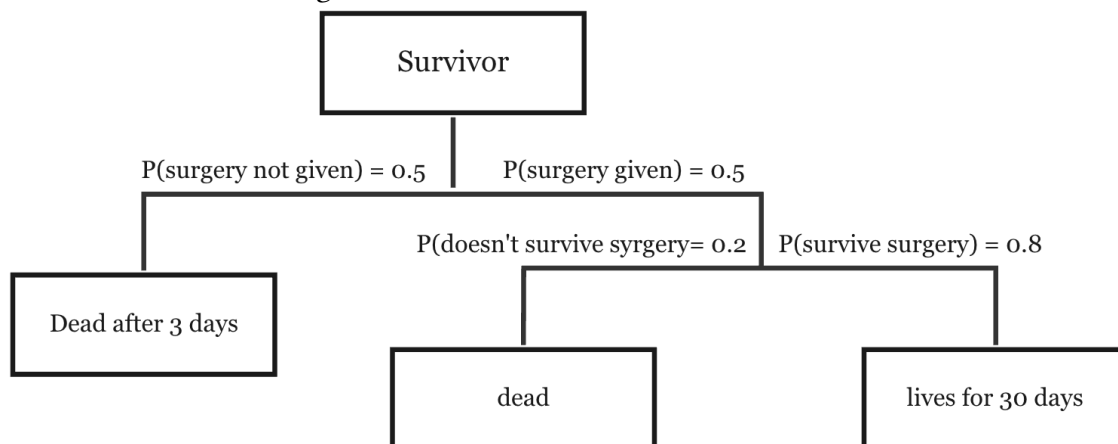 Survivor
P(surgery not given) = 0.5
P(surgery given) = 0.5
P(doesn't survive syrgery= 0.2
P(survive surgery) = 0.8
Dead after 3 days
dead
lives for 30 days